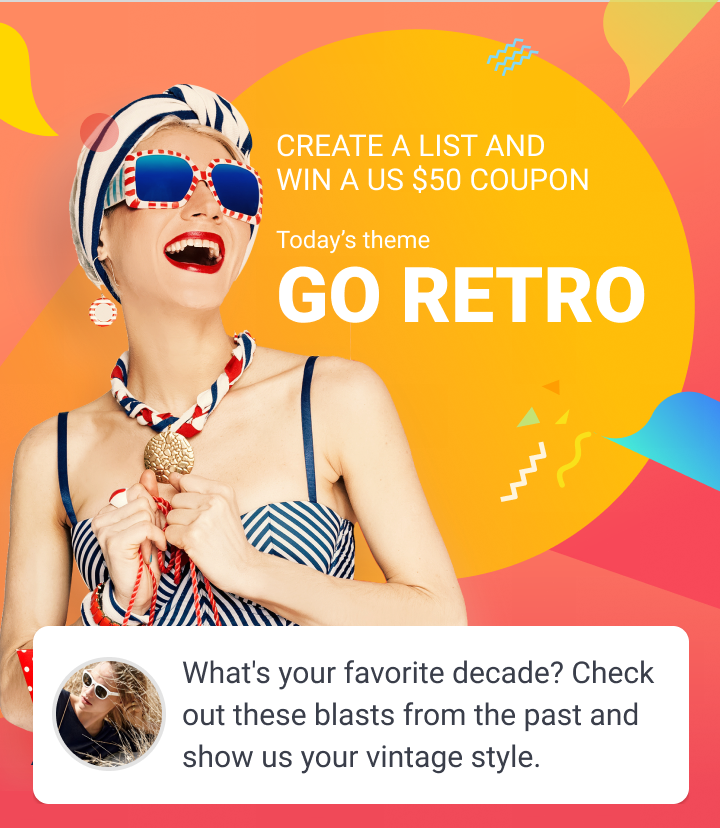 CREATE A LIST AND
WIN A US $50 COUPON
Today’s theme
GO RETRO
What's your favorite decade? Check
out these blasts from the past and
show us your vintage style.